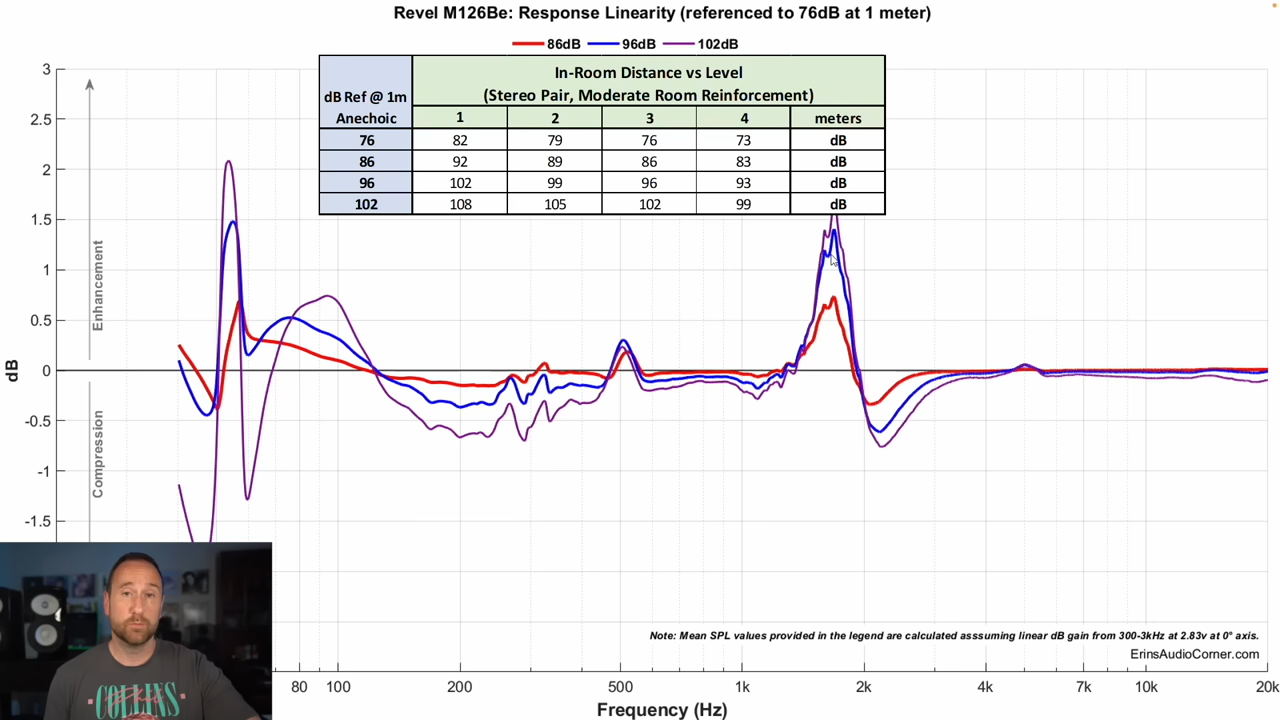 Revel M126Be: Response Linearity (referenced to 76dB at 1 meter)
86dB 96dB 102dB
dB Ref @ 1m Anechoic
In-Room Distance vs Level
(Stereo Pair, Moderate Room Reinforcement)
1 2 3 4 meters
76 82 79 76 73 dB
86 92 89 86 83 dB
96 102 99 96 93 dB
102 108 105 102 99 dB
3
2.5
2
1.5
1
0.5
0
-0.5
-1
-1.5
dB
Enhancement
Compression
Note: Mean SPL values provided in the legend are calculated asssuming linear dB gain from 300-3kHz at 2.83v at 0° axis.
ErinsAudioCorner.com
80 100 200 500 1k 2k 4k 7k 10k 20k
Frequency (Hz)
COLLINS